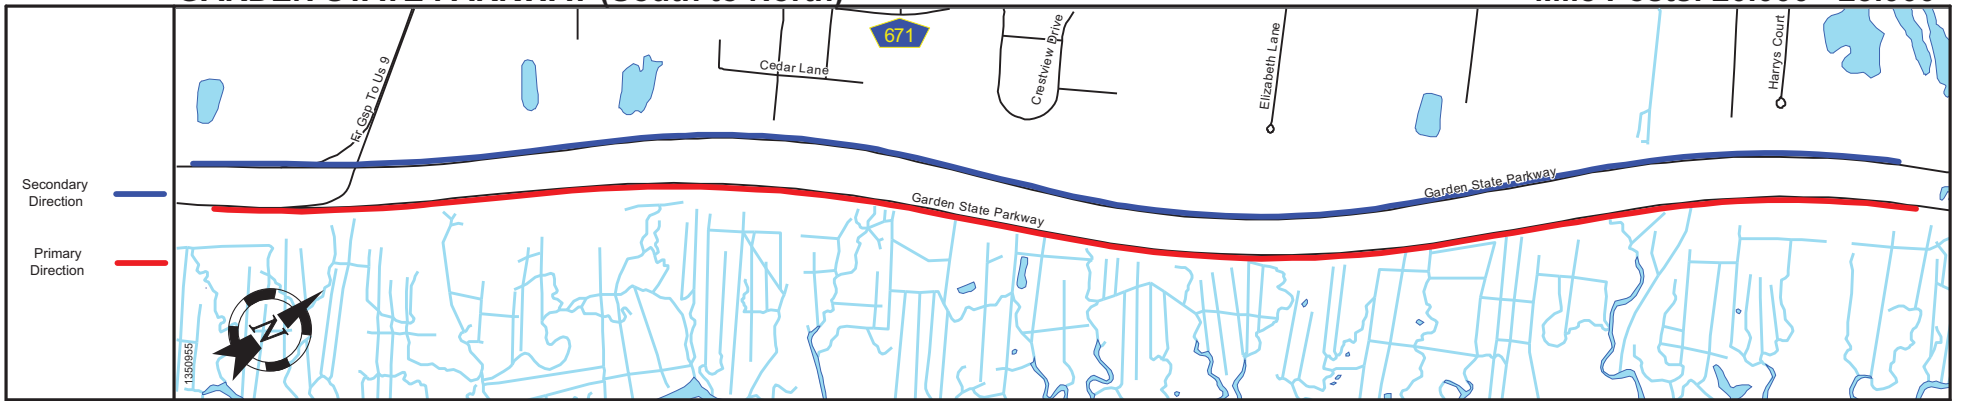 671
Cedar Lane
Crestview Drive
Elizabeth Lane
Harrys Court
Fr Gsp To Us 9
Secondary
Direction
Garden State Parkway
Garden State Parkway
Primary
Direction
N
1350955